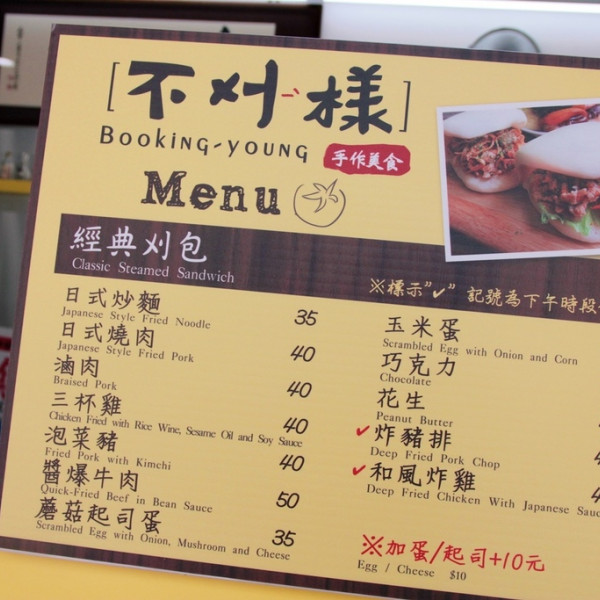 [不刈樣]
Booking-young
手作美食
Menu
經典刈包
Classic Steamed Sandwich
※標示"✓" 記號為下午時段
日式炒麵 35
Japanese Style Fried Noodle
日式燒肉 40
Japanese Style Fried Pork
滷肉 40
Braised Pork
三杯雞 40
Chicken Fried with Rice Wine, Sesame Oil and Soy Sauce
泡菜豬 40
Fried Pork with Kimchi
醬爆牛肉 50
Quick-Fried Beef in Bean Sauce
蘑菇起司蛋 35
Scrambled Egg with Onion, Mushroom and Cheese
玉米蛋
Scrambled Egg with Onion and Corn
巧克力
Chocolate
花生
Peanut Butter
✓炸豬排
Deep Fried Pork Chop
✓和風炸雞
Deep Fried Chicken With Japanese Sauc
※加蛋/起司+10元
Egg / Cheese $10